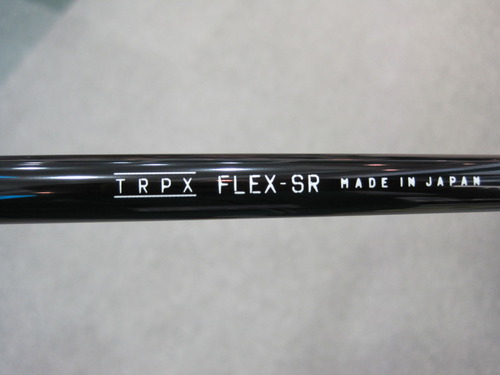 TRPX FLEX-SR MADE IN JAPAN